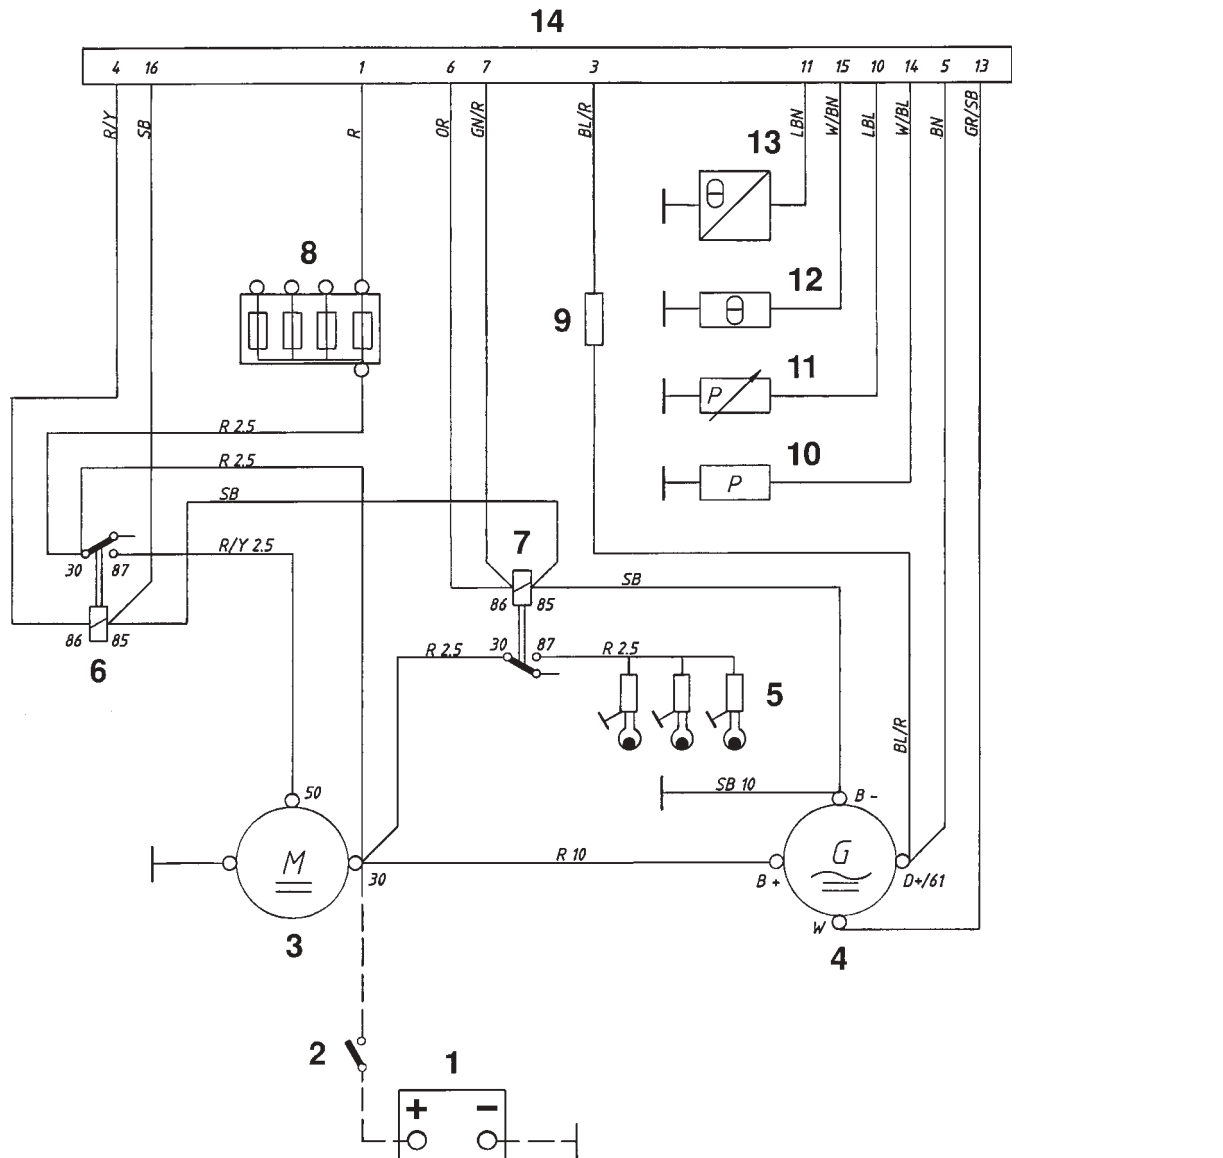 14
4 16 1 6 7 3 11 15 10 14 5 13
R/Y SB R OR GN/R BL/R LBN W/BN LBL W/BL BN GR/SB
13
8
12
9
11
P
R 2.5
10
R 2.5
P
SB
7
R/Y 2.5
30 87
SB
86 85
86 85
6
R 2.5 30 87 R 2.5
5
BL/R
50
SB 10
B -
M
G
R 10
30
B +
D+/61
W
3
4
2
1
+ −